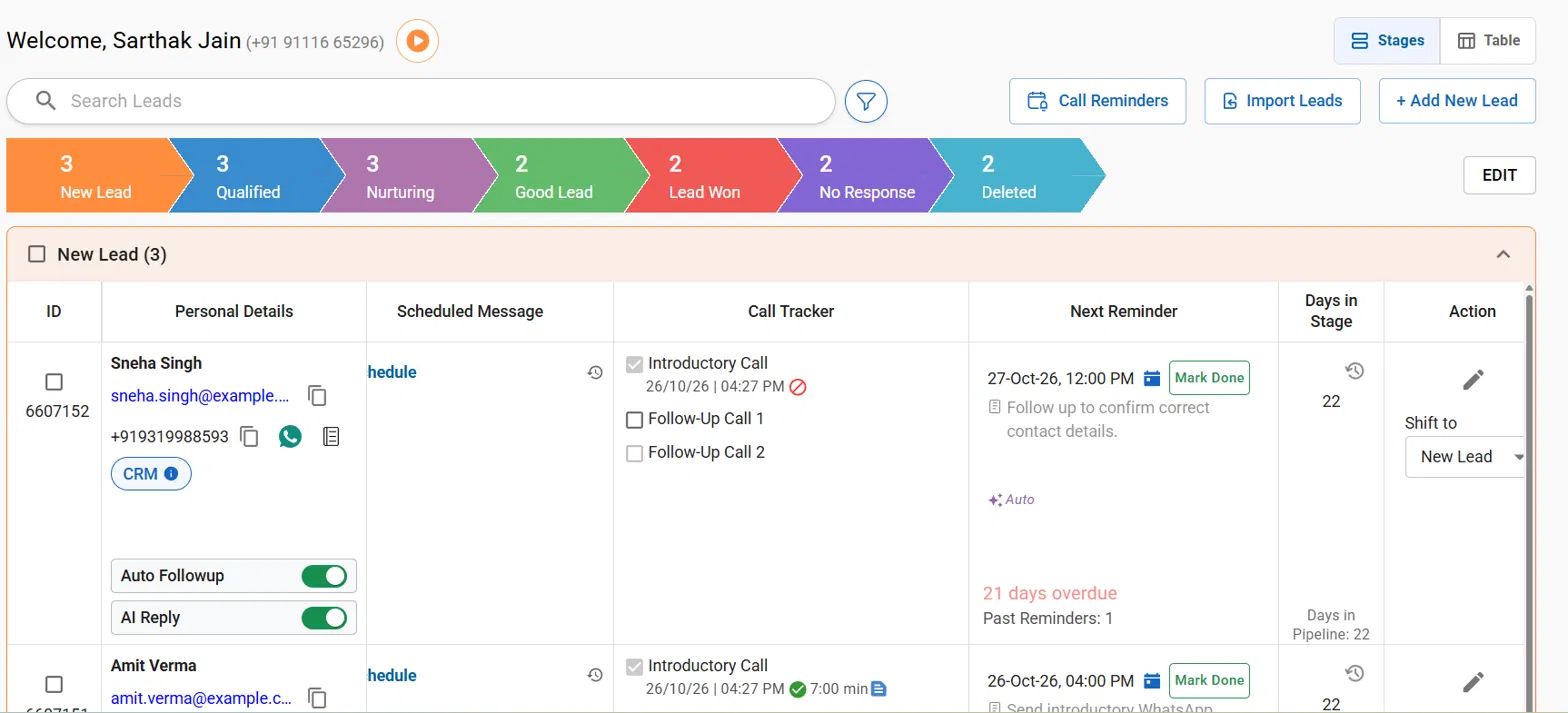 Welcome, Sarthak Jain (+91 91116 65296)
Stages
Table
Search Leads
Call Reminders
Import Leads
+ Add New Lead
3
New Lead
3
Qualified
3
Nurturing
2
Good Lead
2
Lead Won
2
No Response
2
Deleted
EDIT
New Lead (3)
ID
Personal Details
Scheduled Message
Call Tracker
Next Reminder
Days in
Stage
Action
6607152
Sneha Singh
sneha.singh@example....
+919319988593
CRM
Auto Followup
AI Reply
hedule
Introductory Call
26/10/26 | 04:27 PM
Follow-Up Call 1
Follow-Up Call 2
27-Oct-26, 12:00 PM
Mark Done
Follow up to confirm correct
contact details.
Auto
21 days overdue
Past Reminders: 1
22
Days in
Pipeline: 22
Shift to
New Lead
6607151
Amit Verma
amit.verma@example.c...
hedule
Introductory Call
26/10/26 | 04:27 PM 7:00 min
26-Oct-26, 04:00 PM
Mark Done
Send introductory WhatsApp
22